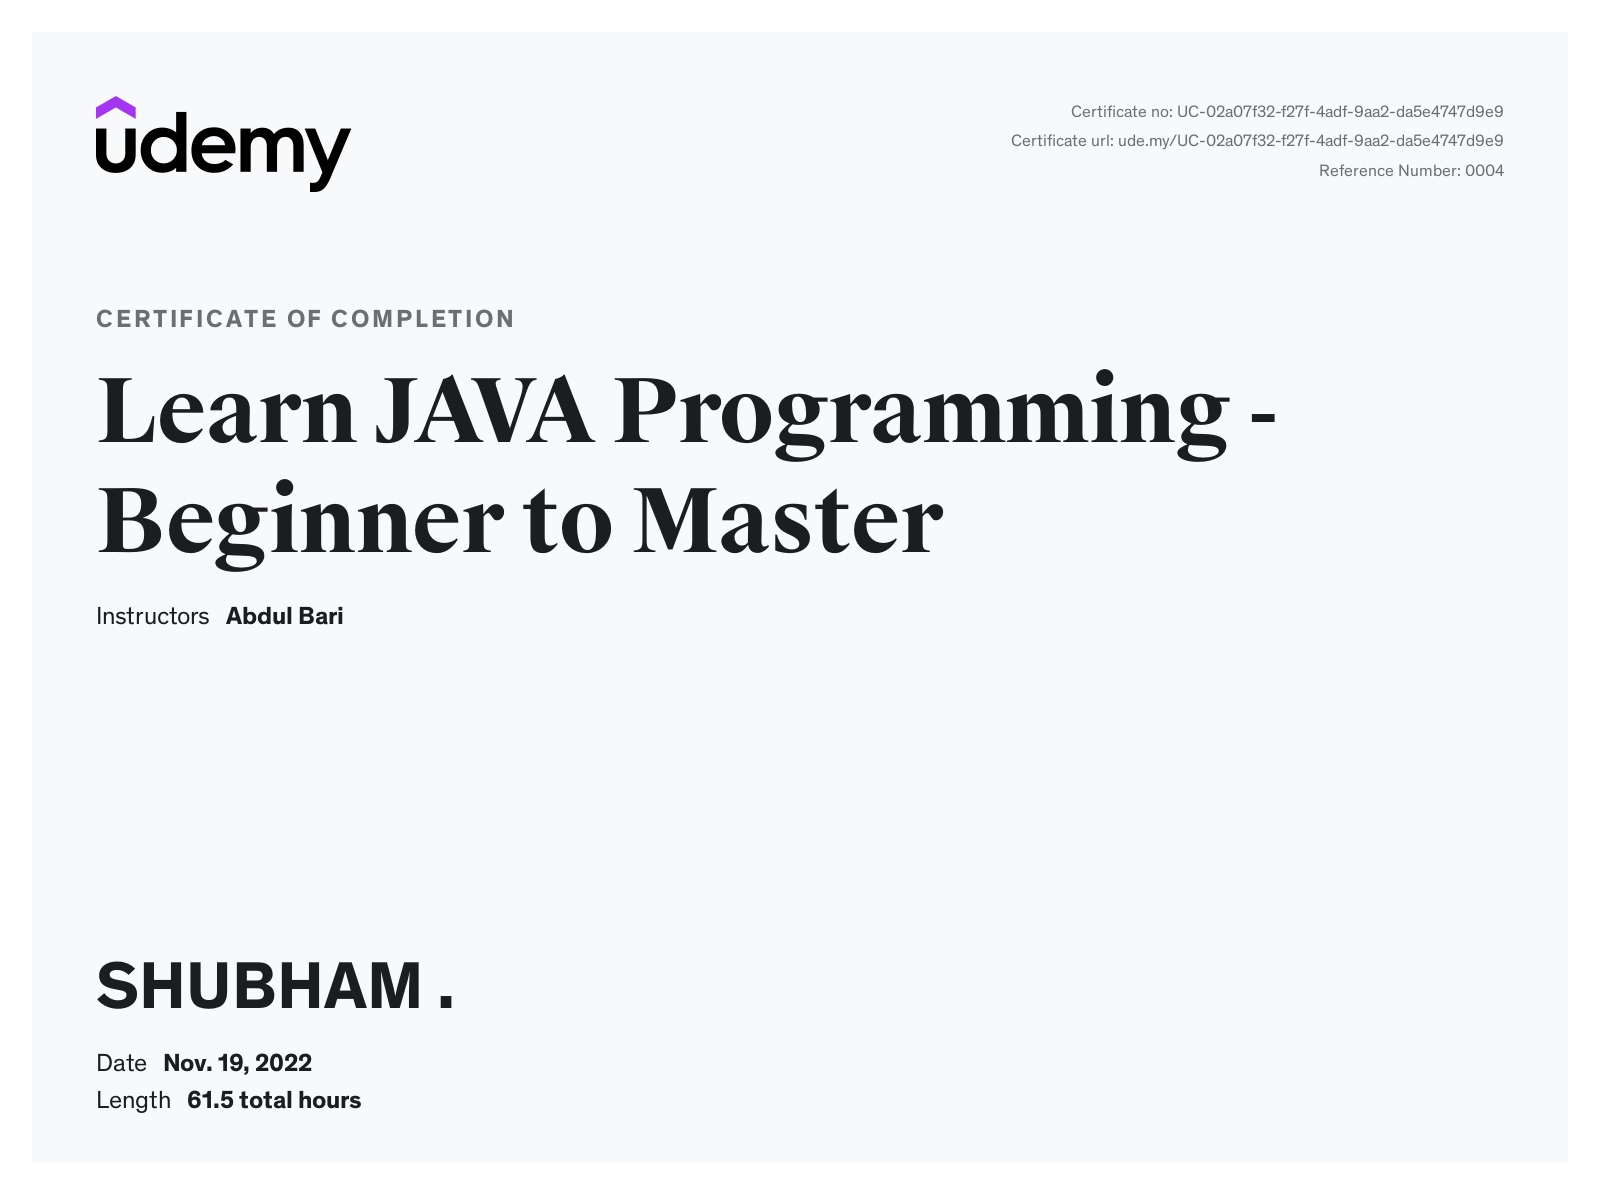 udemy
Certificate no: UC-02a07f32-f27f-4adf-9aa2-da5e4747d9e9
Certificate url: ude.my/UC-02a07f32-f27f-4adf-9aa2-da5e4747d9e9
Reference Number: 0004
CERTIFICATE OF COMPLETION
Learn JAVA Programming -
Beginner to Master
Instructors Abdul Bari
SHUBHAM .
Date Nov. 19, 2022
Length 61.5 total hours